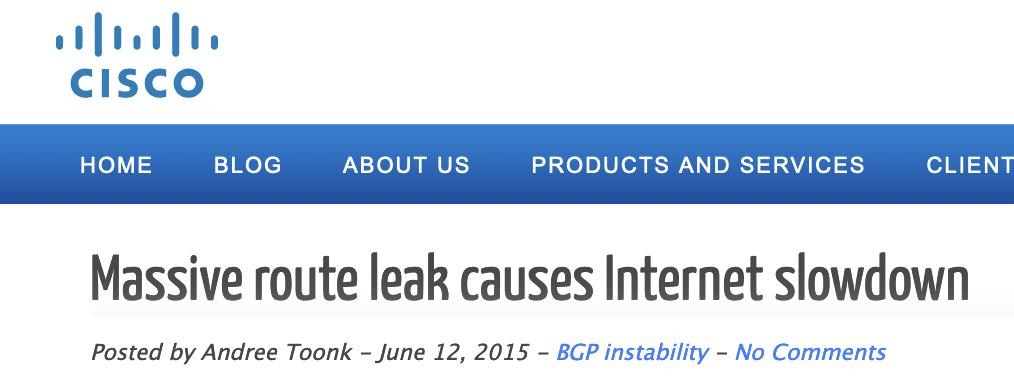 CISCO
HOME BLOG ABOUT US PRODUCTS AND SERVICES CLIENT
Massive route leak causes Internet slowdown
Posted by Andree Toonk – June 12, 2015 – BGP instability – No Comments